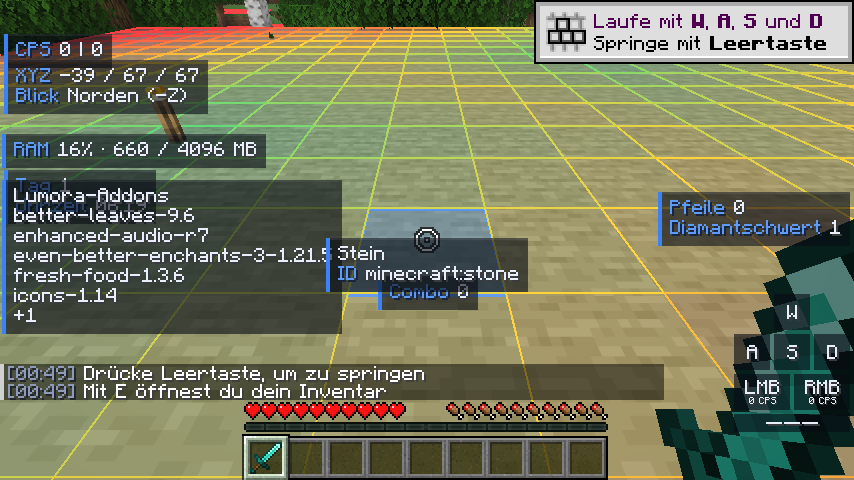 CPS 0 | 0
XYZ -39 / 67 / 67
Blick Norden (-Z)
Laufe mit W, A, S und D
Springe mit Leertaste
RAM 16% · 660 / 4096 MB
Tag 1
Lumora-Addons
better-leaves-9.6
enhanced-audio-r7
even-better-enchants-3-1.21.5
fresh-food-1.3.6
icons-1.14
+1
Stein
ID minecraft:stone
Combo 0
Pfeile 0
Diamantschwert 1
W
A S D
LMB RMB
0 CPS 0 CPS
[00:49] Drücke Leertaste, um zu springen
[00:49] Mit E öffnest du dein Inventar